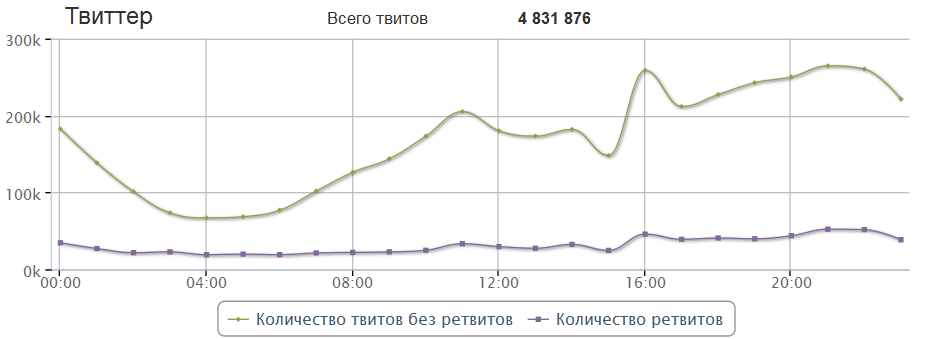 Твиттер Всего твитов 4 831 876
300k
200k
100k
0k
00:00 04:00 08:00 12:00 16:00 20:00
Количество твитов без ретвитов Количество ретвитов